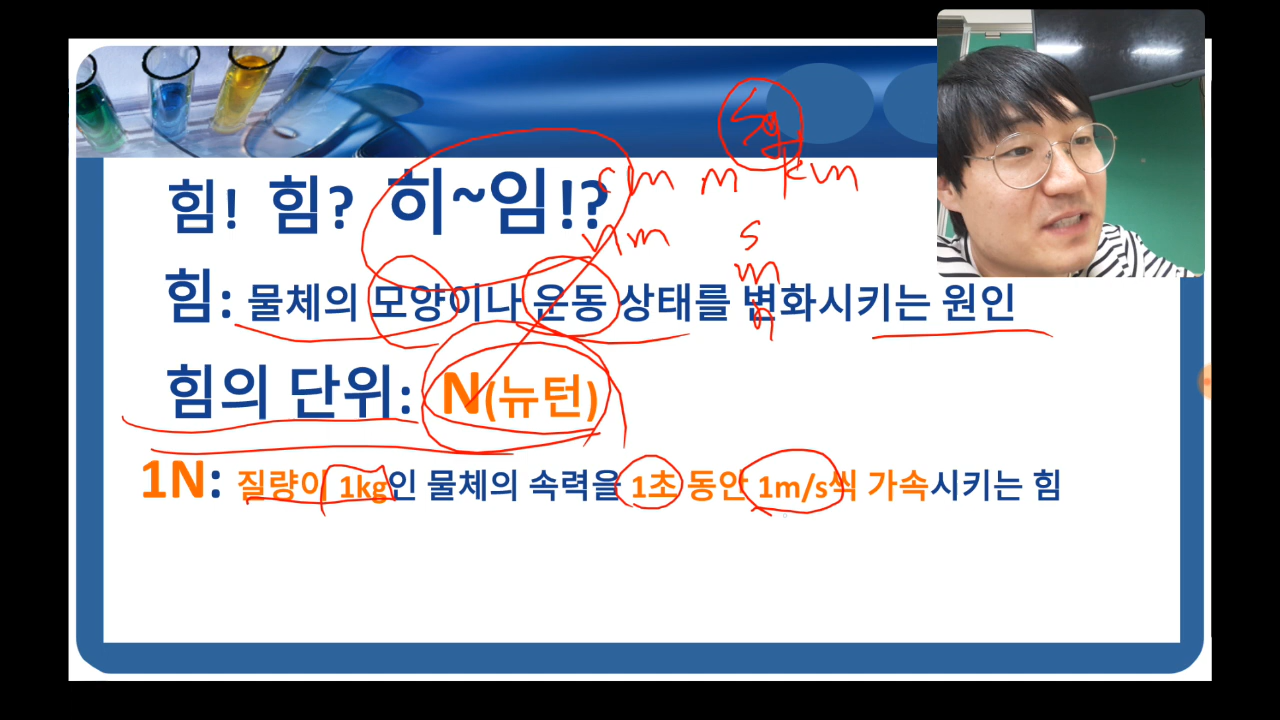 힘! 힘? 히~임!?
cm m km
nm s
m
h
힘: 물체의 모양이나 운동 상태를 변화시키는 원인
힘의 단위: N(뉴턴)
1N: 질량이 1kg인 물체의 속력을 1초 동안 1m/s씩 가속시키는 힘